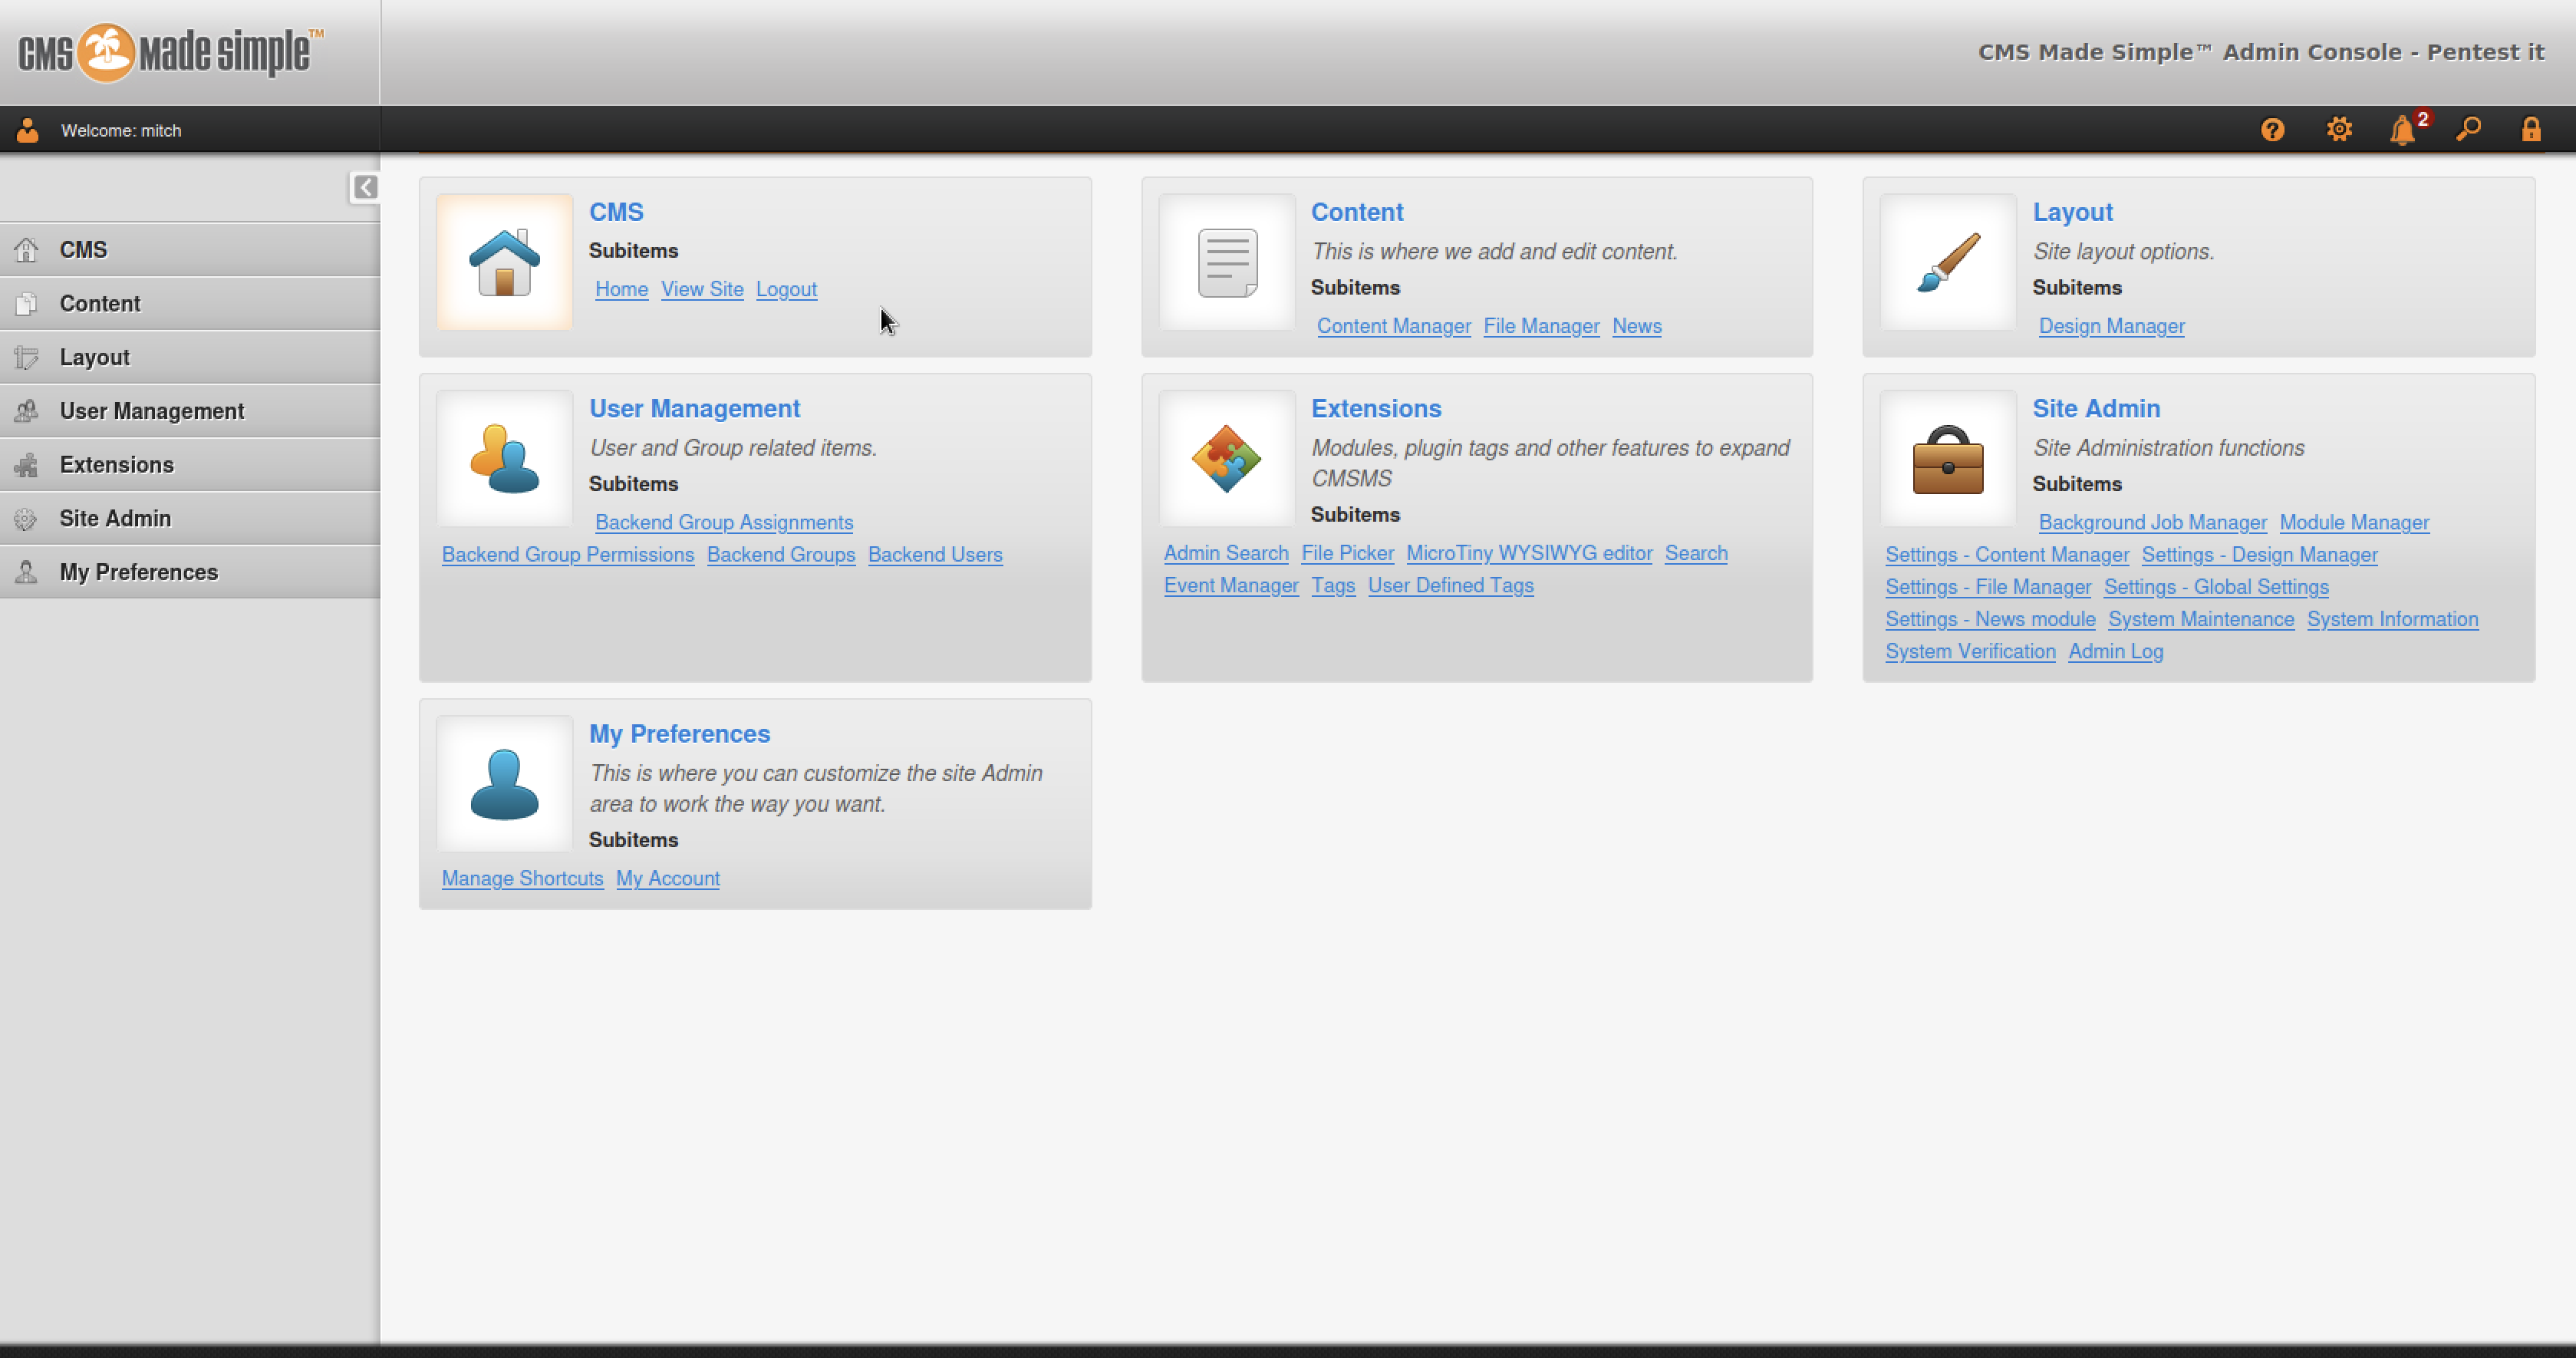 CMS made simple™
CMS Made Simple™ Admin Console - Pentest it
Welcome: mitch
2
CMS
Content
Layout
User Management
Extensions
Site Admin
My Preferences
CMS
Subitems
Home View Site Logout
Content
This is where we add and edit content.
Subitems
Content Manager File Manager News
Layout
Site layout options.
Subitems
Design Manager
User Management
User and Group related items.
Subitems
Backend Group Assignments
Backend Group Permissions Backend Groups Backend Users
Extensions
Modules, plugin tags and other features to expand
CMSMS
Subitems
Admin Search File Picker MicroTiny WYSIWYG editor Search
Event Manager Tags User Defined Tags
Site Admin
Site Administration functions
Subitems
Background Job Manager Module Manager
Settings - Content Manager Settings - Design Manager
Settings - File Manager Settings - Global Settings
Settings - News module System Maintenance System Information
System Verification Admin Log
My Preferences
This is where you can customize the site Admin
area to work the way you want.
Subitems
Manage Shortcuts My Account